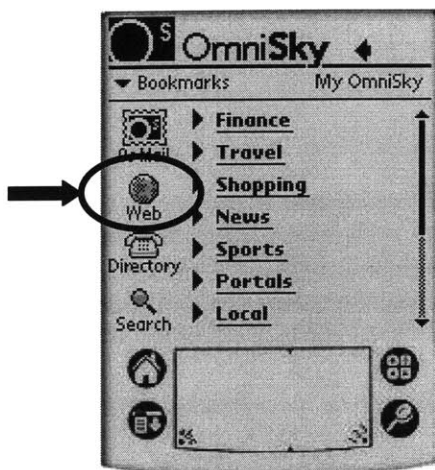 S
OmniSky
Bookmarks My OmniSky
Finance
Travel
Shopping
Web
News
Directory
Sports
Portals
Search
Local